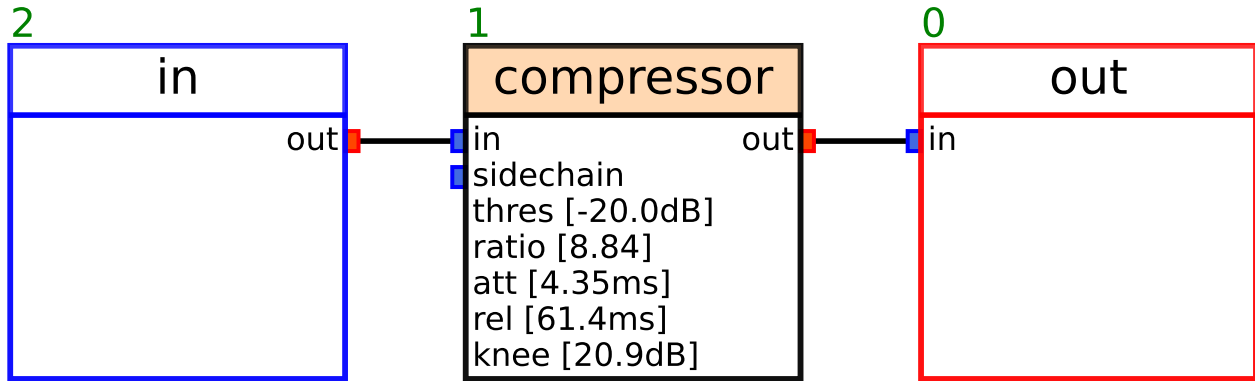 2 1 0
in compressor out
out in out in
sidechain
thres [-20.0dB]
ratio [8.84]
att [4.35ms]
rel [61.4ms]
knee [20.9dB]